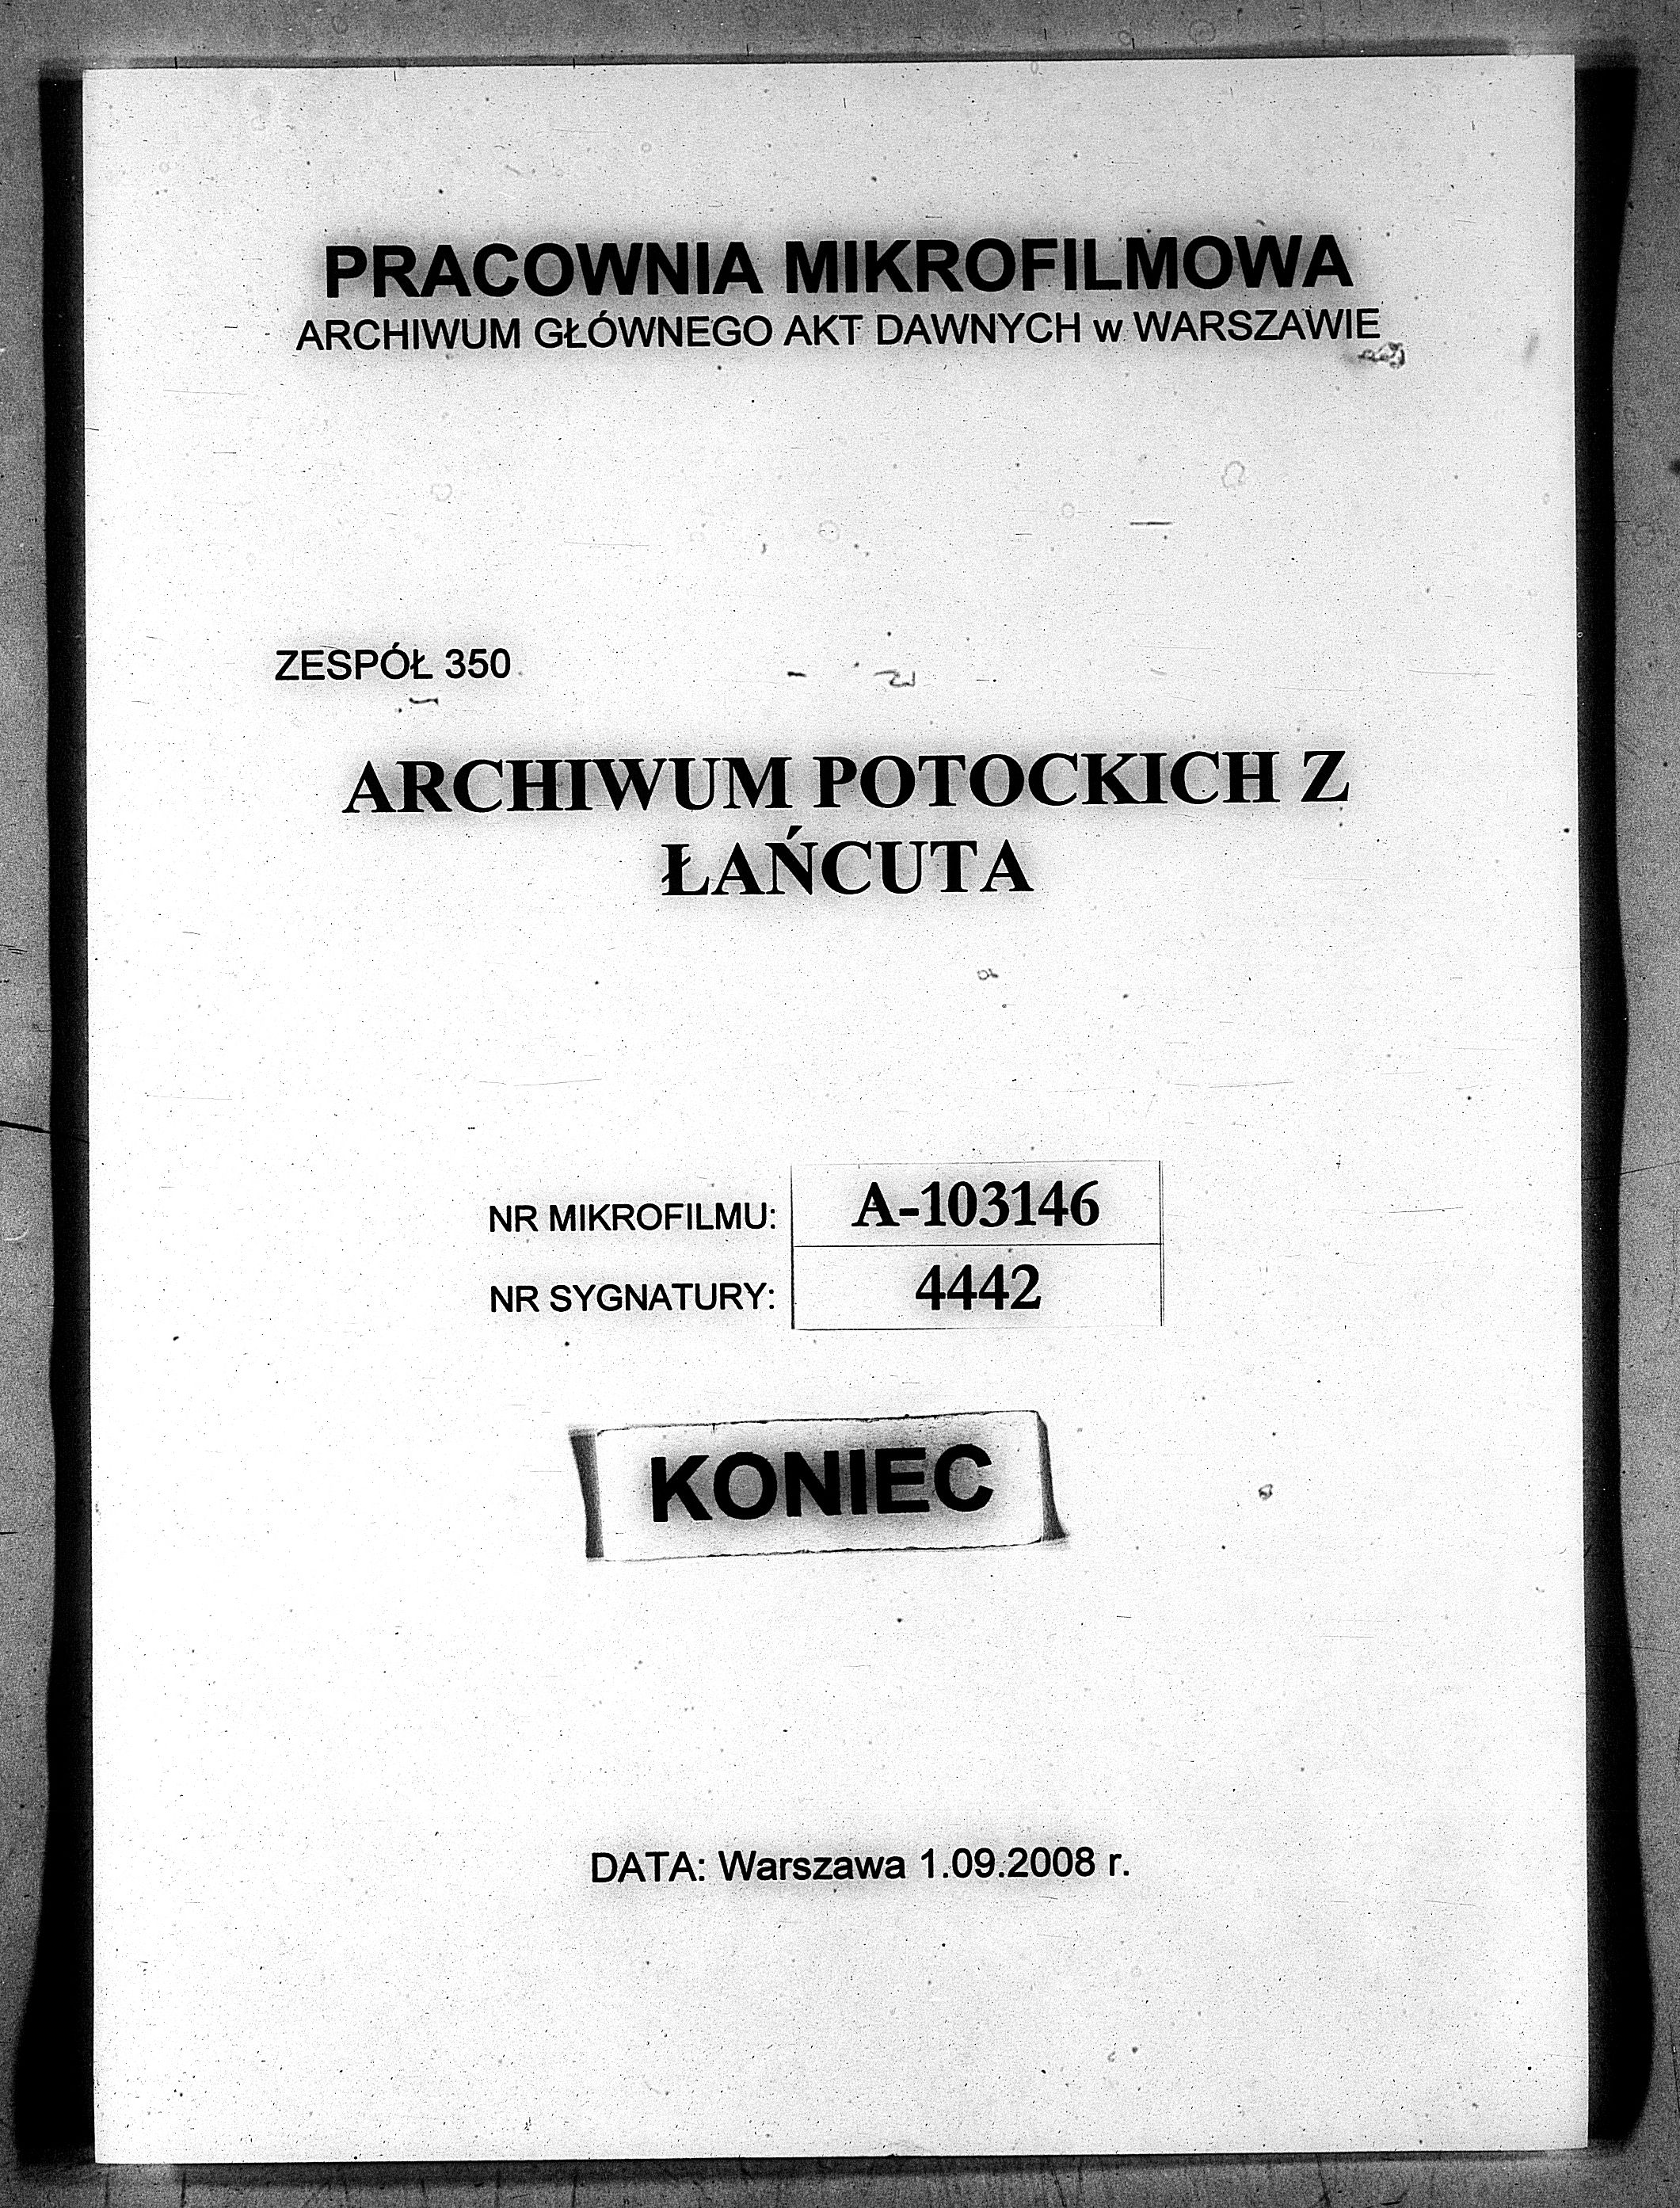 PRACOWNIA MIKROFILMOWA
ARCHIWUM GŁÓWNEGO AKT DAWNYCH w WARSZAWIE
ZESPÓŁ 350
ARCHIWUM POTOCKICH Z
ŁAŃCUTA
NR MIKROFILMU: A-103146
NR SYGNATURY: 4442
KONIEC
DATA: Warszawa 1.09.2008 r.